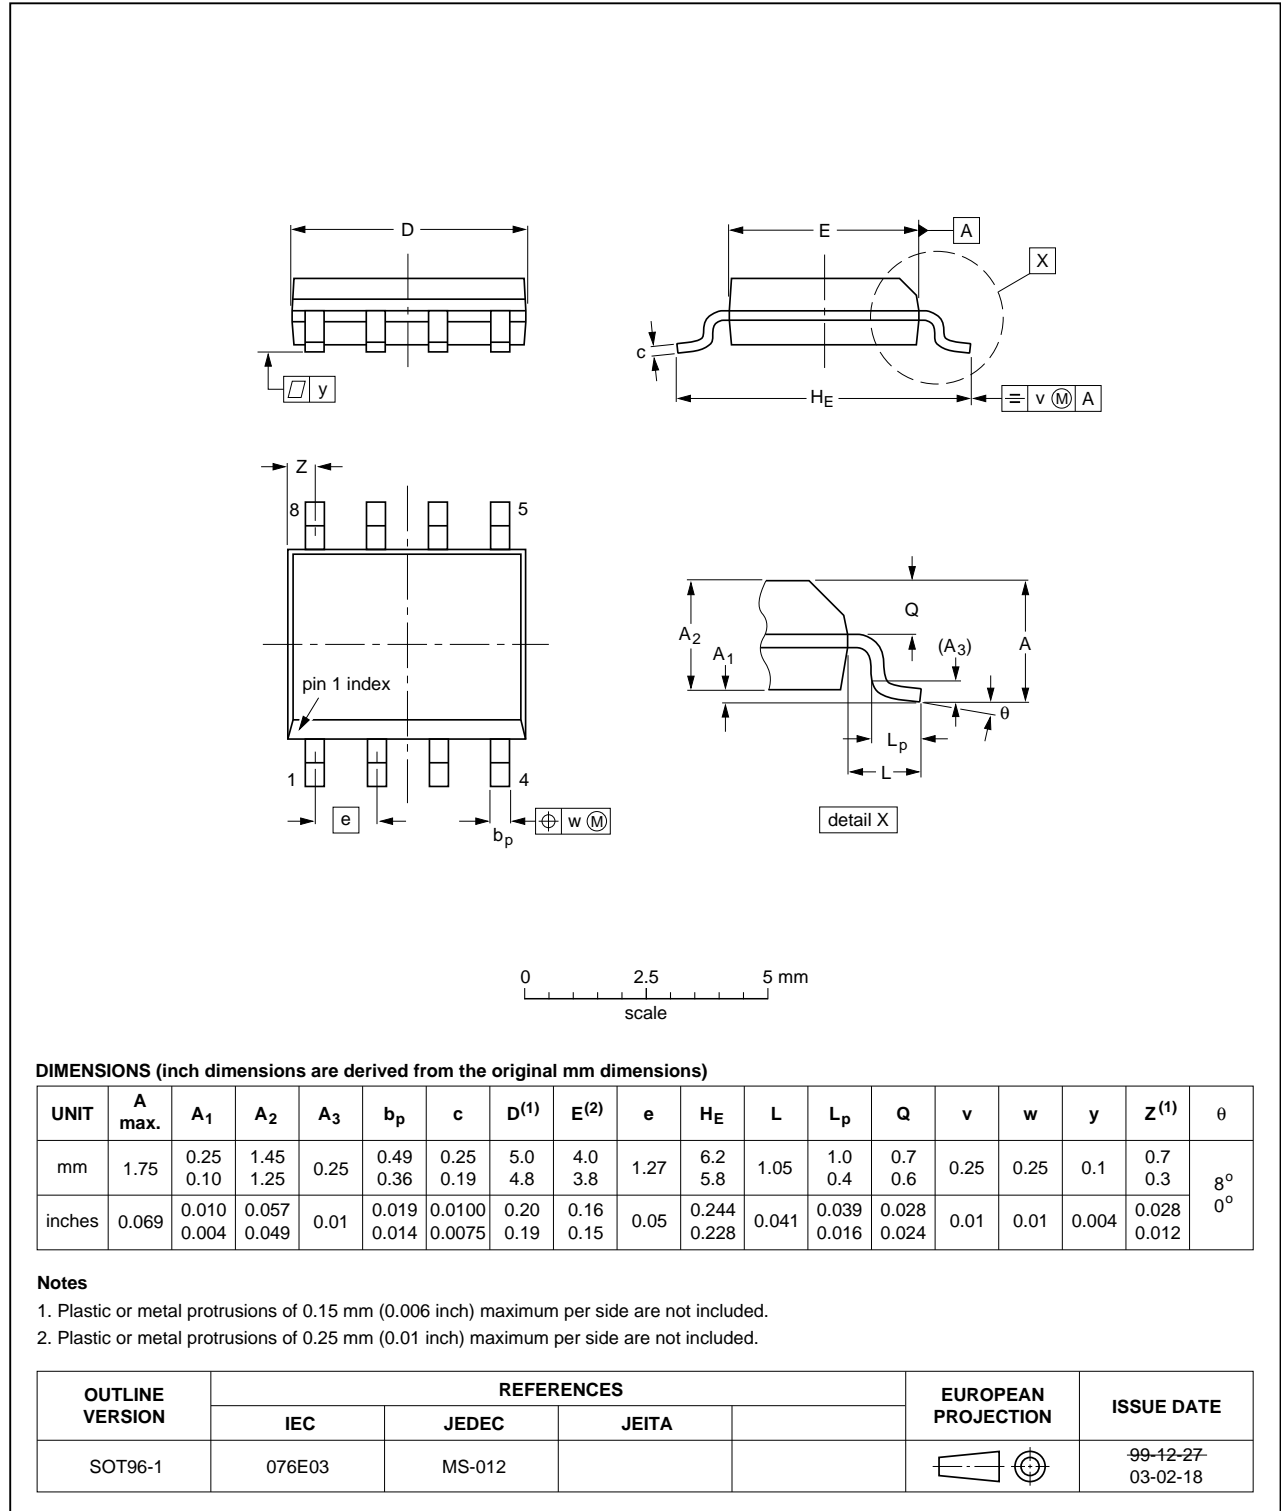 D
E
A
X
c
y
HE
v M A
Z
8
5
Q
A2
A1
(A3)
A
pin 1 index
θ
Lp
L
1
4
e
bp
w M
detail X
0 2.5 5 mm
scale
DIMENSIONS (inch dimensions are derived from the original mm dimensions)
UNIT A max. A1 A2 A3 bp c D(1) E(2) e HE L Lp Q v w y Z(1) θ
mm 1.75 0.25 0.10 1.45 1.25 0.25 0.49 0.36 0.25 0.19 5.0 4.8 4.0 3.8 1.27 6.2 5.8 1.05 1.0 0.4 0.7 0.6 0.25 0.25 0.1 0.7 0.3 8° 0°
inches 0.069 0.010 0.004 0.057 0.049 0.01 0.019 0.014 0.0100 0.0075 0.20 0.19 0.16 0.15 0.05 0.244 0.228 0.041 0.039 0.016 0.028 0.024 0.01 0.01 0.004 0.028 0.012
Notes
1. Plastic or metal protrusions of 0.15 mm (0.006 inch) maximum per side are not included.
2. Plastic or metal protrusions of 0.25 mm (0.01 inch) maximum per side are not included.
OUTLINE VERSION REFERENCES EUROPEAN PROJECTION ISSUE DATE
IEC JEDEC JEITA
SOT96-1 076E03 MS-012 99-12-27
03-02-18